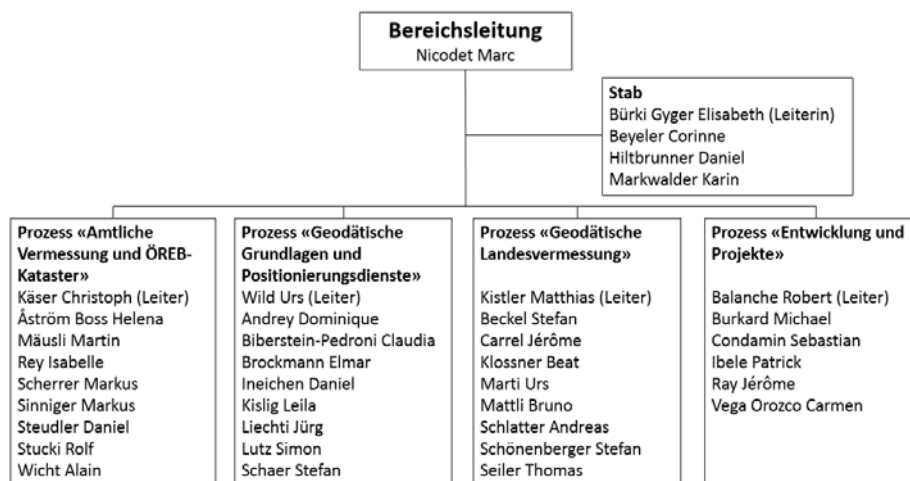 Bereichsleitung
Nicodet Marc
Stab
Bürki Gyger Elisabeth (Leiterin)
Beyeler Corinne
Hiltbrunner Daniel
Markwalder Karin
Prozess «Amtliche
Vermessung und ÖREB-
Kataster»
Käser Christoph (Leiter)
Åström Boss Helena
Mäusli Martin
Rey Isabelle
Scherrer Markus
Sinniger Markus
Steudler Daniel
Stucki Rolf
Wicht Alain
Prozess «Geodätische
Grundlagen und
Positionierungsdienste»
Wild Urs (Leiter)
Andrey Dominique
Biberstein-Pedroni Claudia
Brockmann Elmar
Ineichen Daniel
Kislig Leila
Liechti Jürg
Lutz Simon
Schaer Stefan
Prozess «Geodätische
Landesvermessung»
Kistler Matthias (Leiter)
Beckel Stefan
Carrel Jérôme
Klossner Beat
Marti Urs
Mattli Bruno
Schlatter Andreas
Schönenberger Stefan
Seiler Thomas
Prozess «Entwicklung und
Projekte»
Balanche Robert (Leiter)
Burkard Michael
Condamin Sebastian
Ibele Patrick
Ray Jérôme
Vega Orozco Carmen